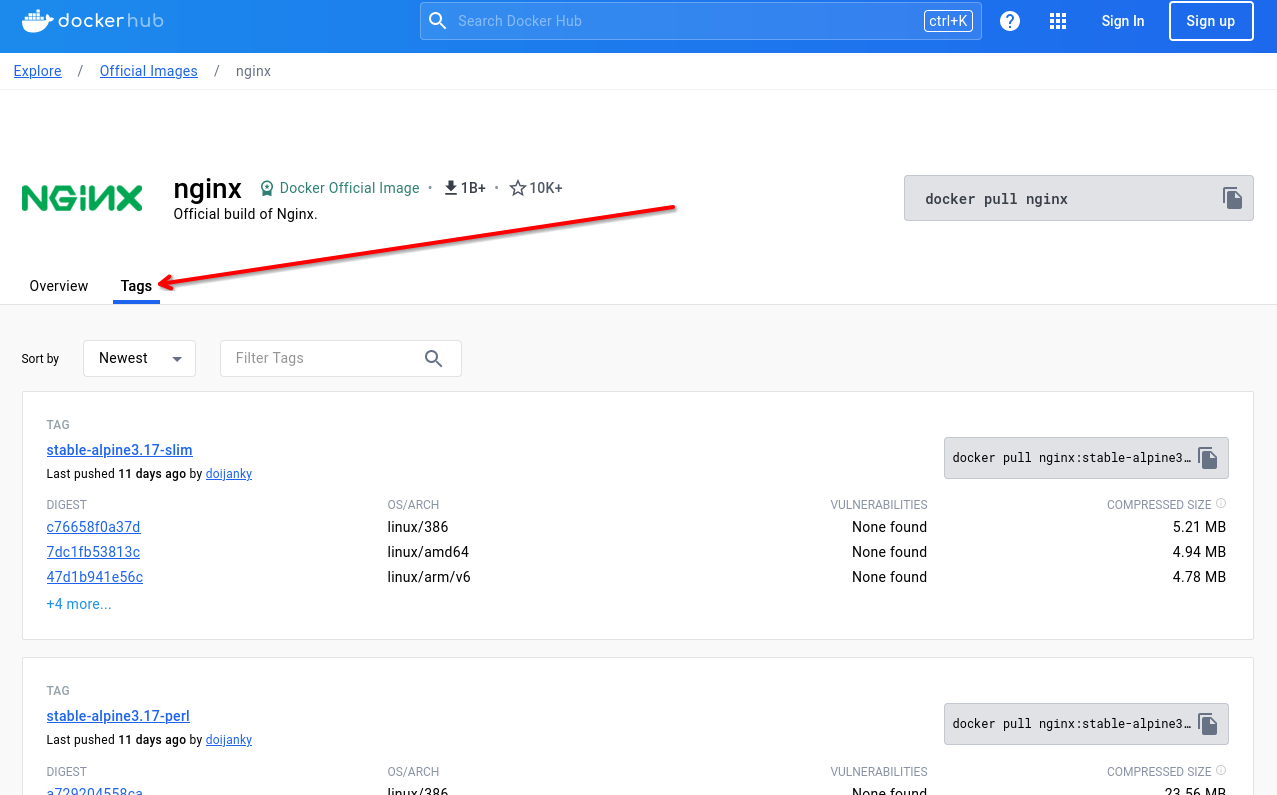 dockerhub Search Docker Hub ctrl+K ? Sign In Sign up
Explore / Official Images / nginx
NGINX
nginx Docker Official Image • 1B+ • 10K+
Official build of Nginx.
docker pull nginx
Overview Tags
Sort by Newest Filter Tags
TAG
stable-alpine3.17-slim
Last pushed 11 days ago by doijanky
docker pull nginx:stable-alpine3…
DIGEST OS/ARCH VULNERABILITIES COMPRESSED SIZE
c76658f0a37d linux/386 None found 5.21 MB
7dc1fb53813c linux/amd64 None found 4.94 MB
47d1b941e56c linux/arm/v6 None found 4.78 MB
+4 more...
TAG
stable-alpine3.17-perl
Last pushed 11 days ago by doijanky
docker pull nginx:stable-alpine3…
DIGEST OS/ARCH VULNERABILITIES COMPRESSED SIZE
a729204558ca linux/386 None found 23.56 MB